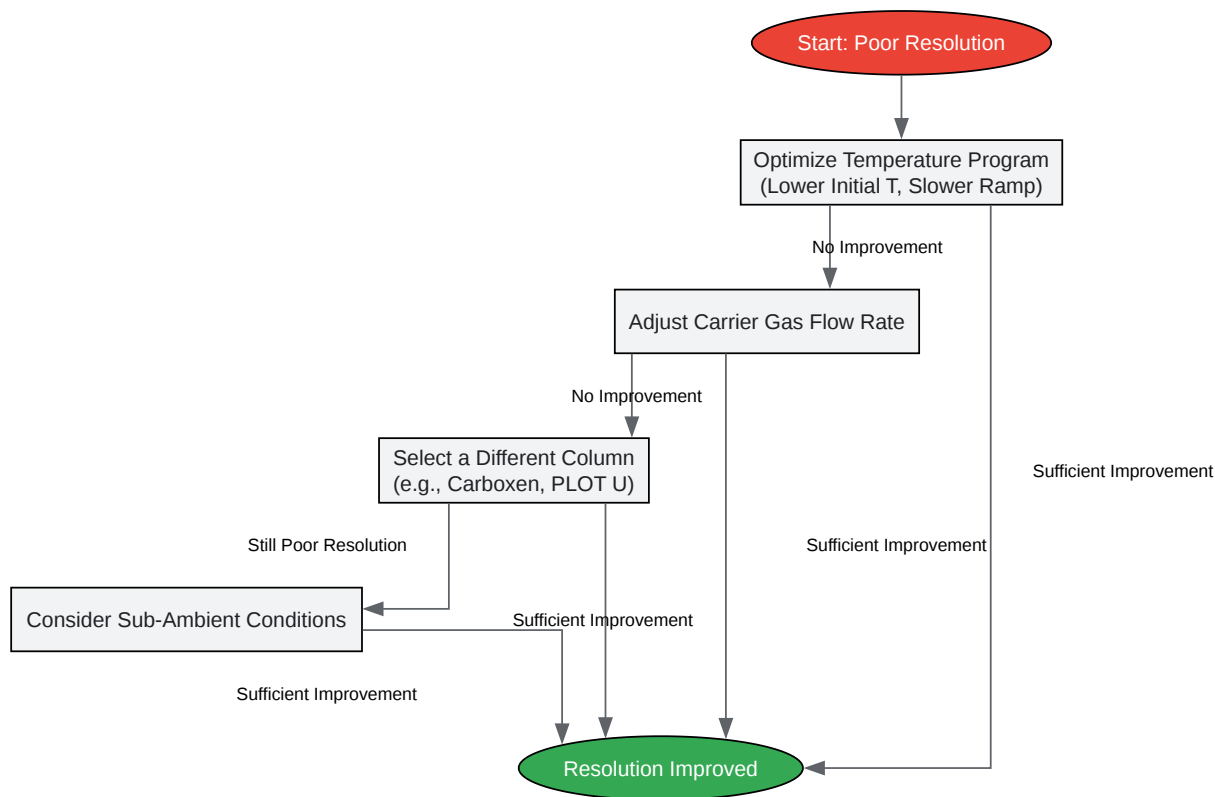 Start: Poor Resolution
Optimize Temperature Program
(Lower Initial T, Slower Ramp)
No Improvement
Adjust Carrier Gas Flow Rate
No Improvement
Select a Different Column
(e.g., Carboxen, PLOT U)
Sufficient Improvement
Still Poor Resolution
Sufficient Improvement
Consider Sub-Ambient Conditions
Sufficient Improvement
Sufficient Improvement
Resolution Improved